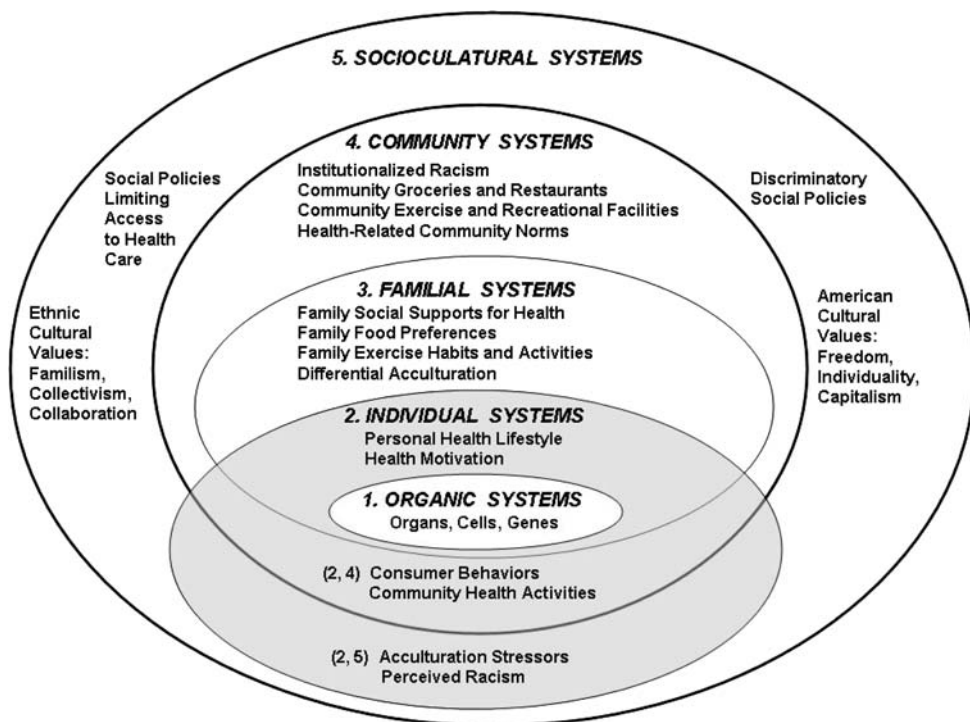 5. SOCIOCULATURAL SYSTEMS
4. COMMUNITY SYSTEMS
Institutionalized Racism
Community Groceries and Restaurants
Community Exercise and Recreational Facilities
Health-Related Community Norms
Social Policies
Limiting
Access
to Health
Care
Discriminatory
Social Policies
3. FAMILIAL SYSTEMS
Family Social Supports for Health
Family Food Preferences
Family Exercise Habits and Activities
Differential Acculturation
Ethnic
Cultural
Values:
Familism,
Collectivism,
Collaboration
American
Cultural
Values:
Freedom,
Individuality,
Capitalism
2. INDIVIDUAL SYSTEMS
Personal Health Lifestyle
Health Motivation
1. ORGANIC SYSTEMS
Organs, Cells, Genes
(2, 4) Consumer Behaviors
Community Health Activities
(2, 5) Acculturation Stressors
Perceived Racism